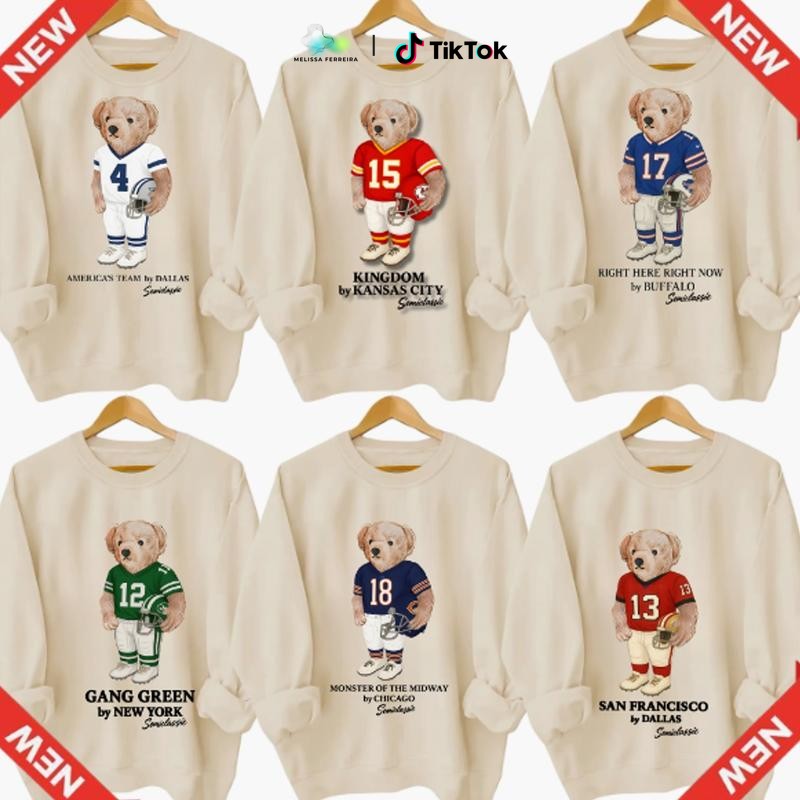 NEW
NEW
MELISSA FERREIRA
TikTok
4
15
17
AMERICA'S TEAM by DALLAS
Semiclassic
KINGDOM
by KANSAS CITY
Semiclassic
RIGHT HERE RIGHT NOW
by BUFFALO
Semiclassic
12
18
13
13
GANG GREEN
by NEW YORK
Semiclassic
MONSTER OF THE MIDWAY
by CHICAGO
Semiclassic
SAN FRANCISCO
by DALLAS
Semiclassic
NEW
NEW